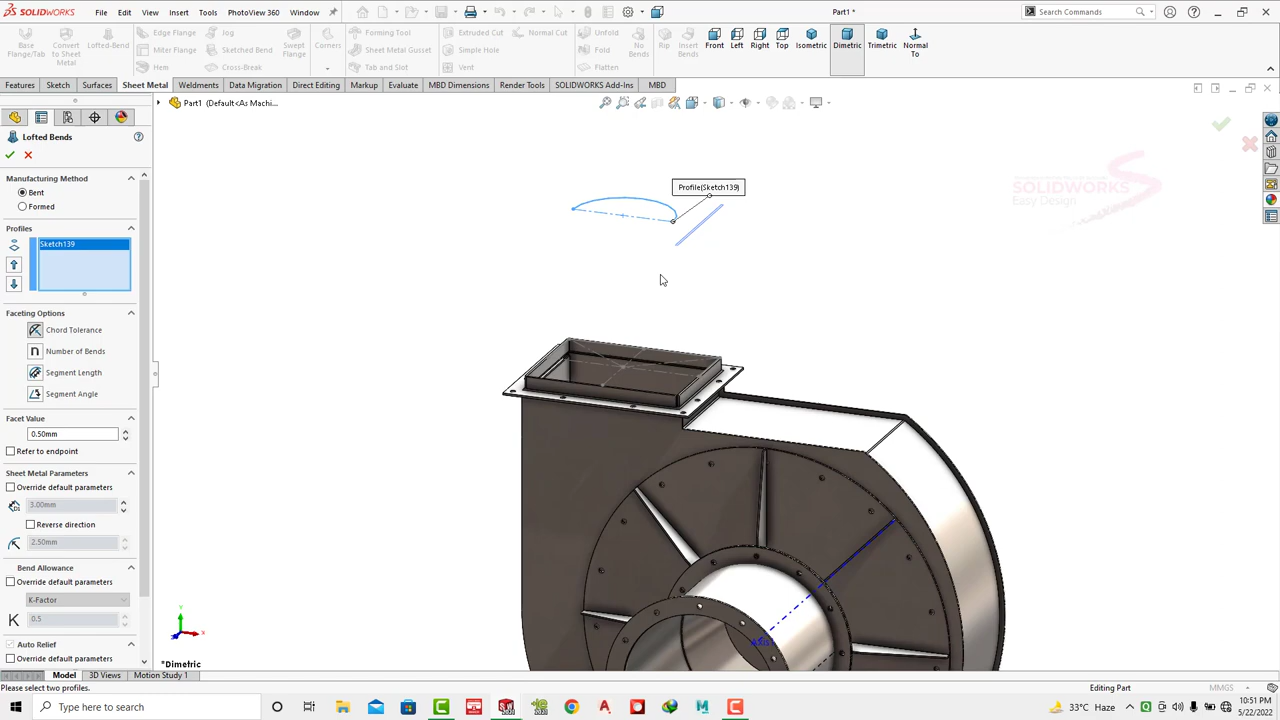 SOLIDWORKS
File
Edit
View
Insert
Tools
PhotoView 360
Window
Part1 *
Search Commands
Base Flange/Tab
Convert to Sheet Metal
Lofted-Bend
Edge Flange
Miter Flange
Hem
Jog
Sketched Bend
Cross-Break
Swept Flange
Corners
Forming Tool
Sheet Metal Gusset
Tab and Slot
Extruded Cut
Simple Hole
Vent
Normal Cut
Unfold
Fold
Flatten
No Bends
Rip
Insert Bends
Front
Left
Right
Top
Isometric
Dimetric
Trimetric
Normal To
Features
Sketch
Surfaces
Sheet Metal
Weldments
Data Migration
Direct Editing
Markup
Evaluate
MBD Dimensions
Render Tools
SOLIDWORKS Add-Ins
MBD
Part1 (Default<As Machi...
Lofted Bends
Manufacturing Method
Bent
Formed
Profiles
Sketch139
Faceting Options
Chord Tolerance
Number of Bends
Segment Length
Segment Angle
Facet Value
0.50mm
Refer to endpoint
Sheet Metal Parameters
Override default parameters
3.00mm
Reverse direction
2.50mm
Bend Allowance
Override default parameters
K-Factor
K 0.5
Auto Relief
Override default parameters
Profile(Sketch139)
SOLIDWORKS
Easy Design
Axis1
Y
X
Z
*Dimetric
Model
3D Views
Motion Study 1
Please select two profiles.
Editing Part
MMGS
Type here to search
33°C Haze
10:51 PM
5/22/2022